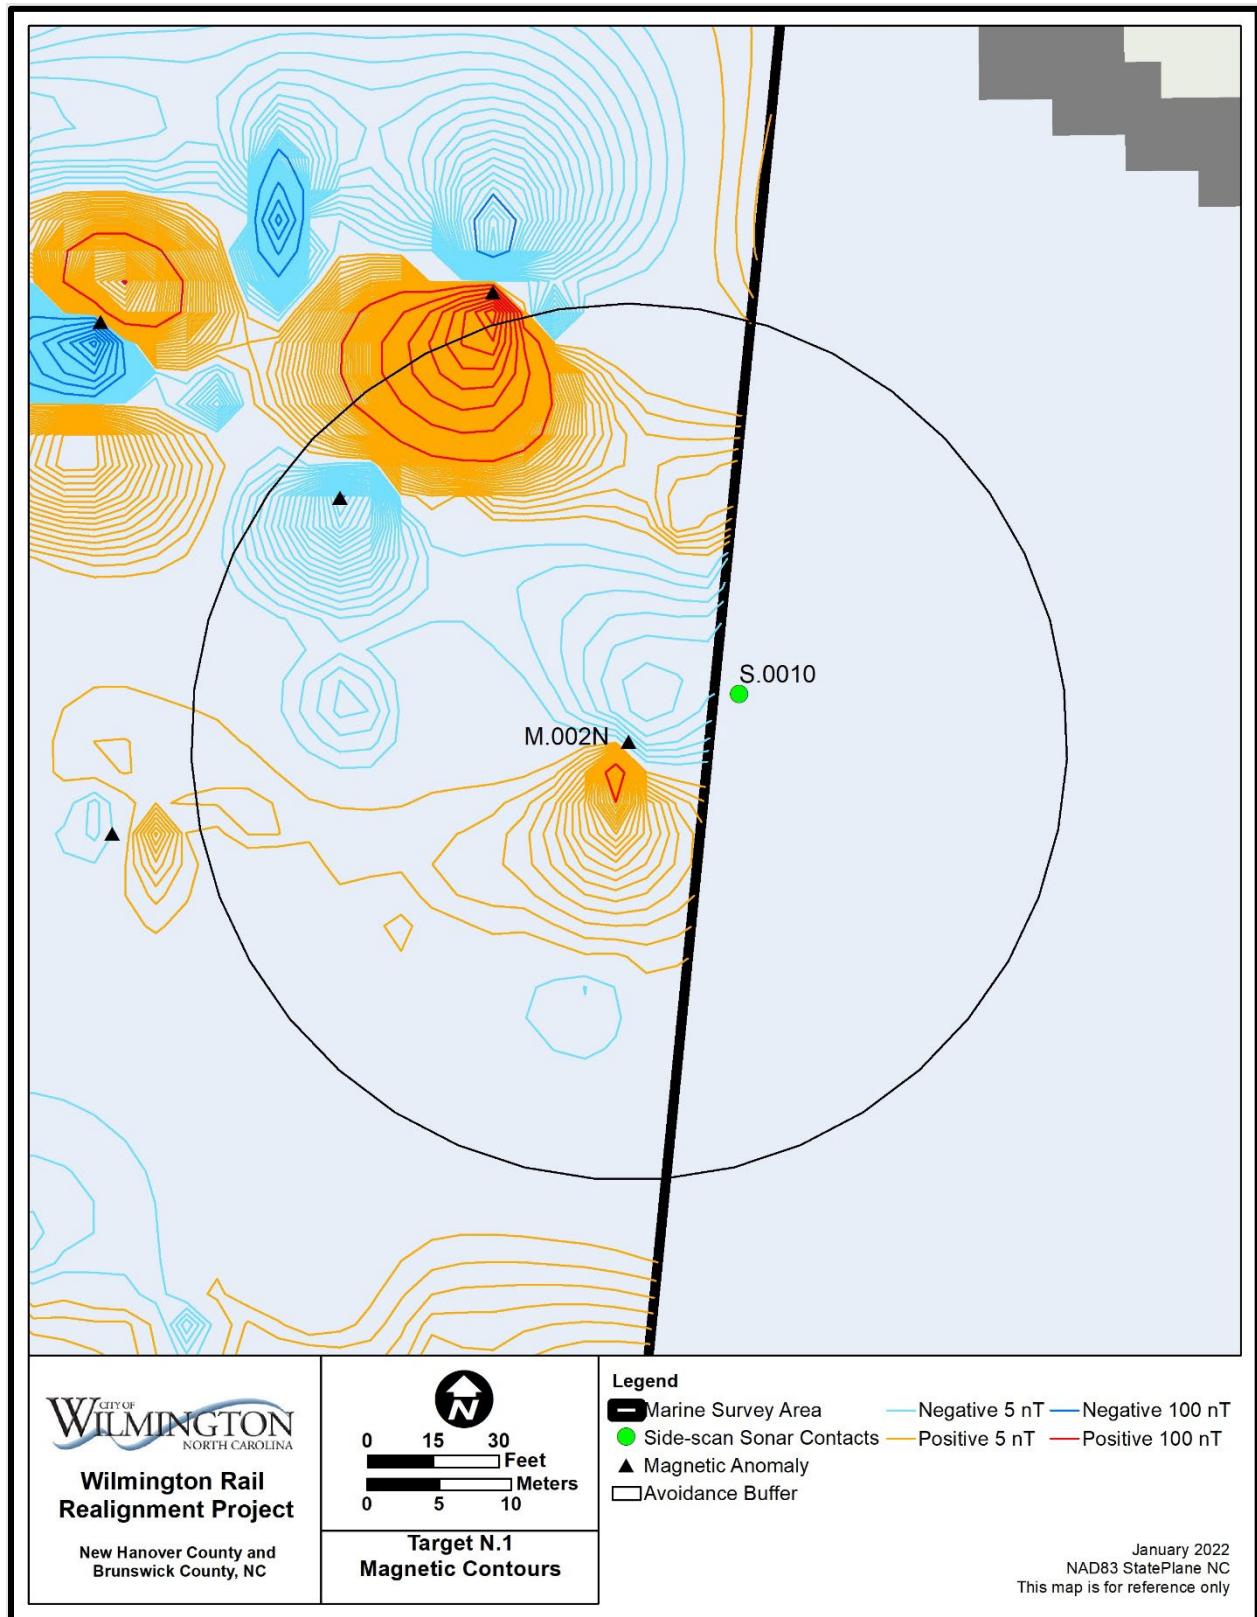 S.0010
M.002N
CITY OF
WILMINGTON
NORTH CAROLINA
Wilmington Rail
Realignment Project
New Hanover County and
Brunswick County, NC
N
0 15 30
Feet
Meters
0 5 10
Target N.1
Magnetic Contours
Legend
Marine Survey Area
Side-scan Sonar Contacts
Magnetic Anomaly
Avoidance Buffer
Negative 5 nT
Positive 5 nT
Negative 100 nT
Positive 100 nT
January 2022
NAD83 StatePlane NC
This map is for reference only